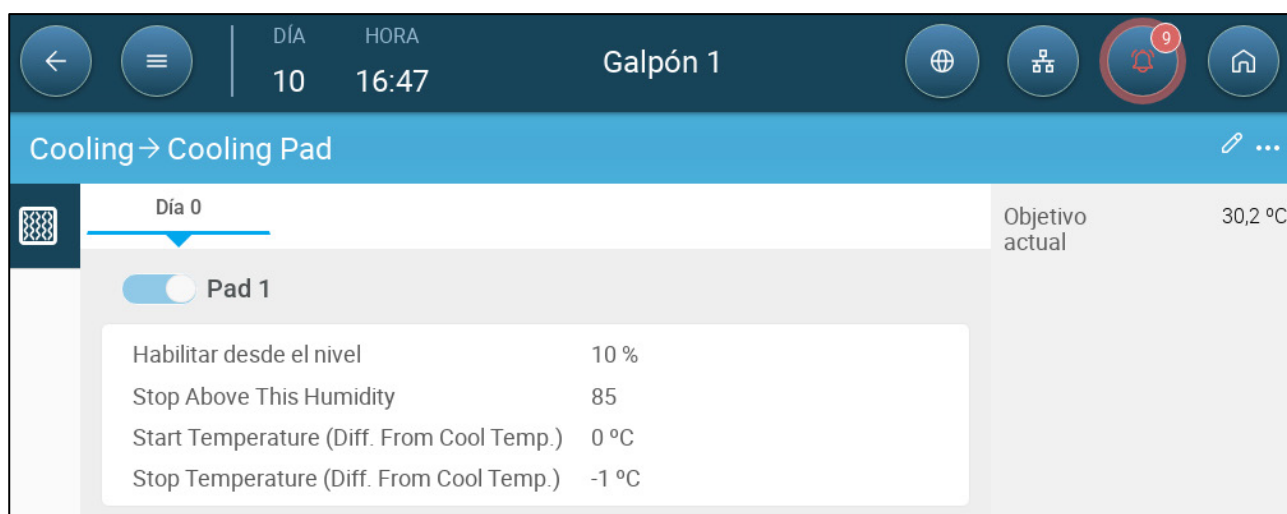 DÍA HORA
10 16:47 Galpón 1 9
Cooling → Cooling Pad
Día 0
Objetivo actual 30,2 ºC
Pad 1
Habilitar desde el nivel 10 %
Stop Above This Humidity 85
Start Temperature (Diff. From Cool Temp.) 0 ºC
Stop Temperature (Diff. From Cool Temp.) -1 ºC